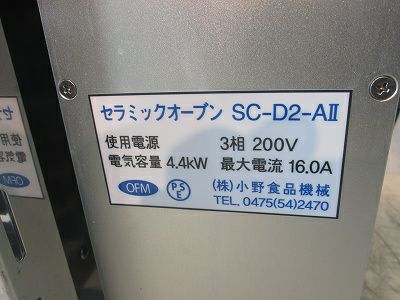 セラミックオーブン SC-D2-AⅡ
使用電源 3相 200V
電気容量 4.4kW 最大電流 16.0A
OFM PSE (株)小野食品機械
TEL. 0475(54)2470